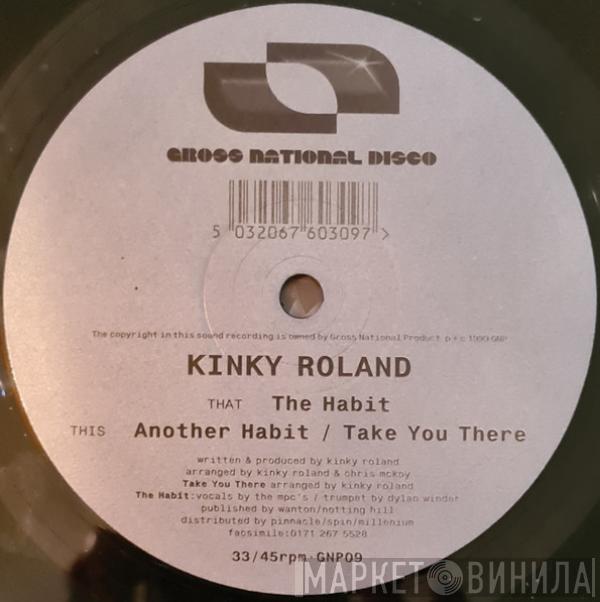 GROSS NATIONAL DISCO
5 032067 603097 >
The copyright in this sound recording is owned by Gross National Product p + c 1999 GNP
KINKY ROLAND
THAT The Habit
THIS Another Habit / Take You There
written & produced by kinky roland
arranged by kinky roland & chris mckoy
Take You There arranged by kinky roland
The Habit:vocals by the mpc's / trumpet by dylan winder
published by wanton/notting hill
distributed by pinnacle/spin/millenium
facsimile:0171 267 5528
33/45rpm·GNP09
МАРКЕТ ВИНИЛА